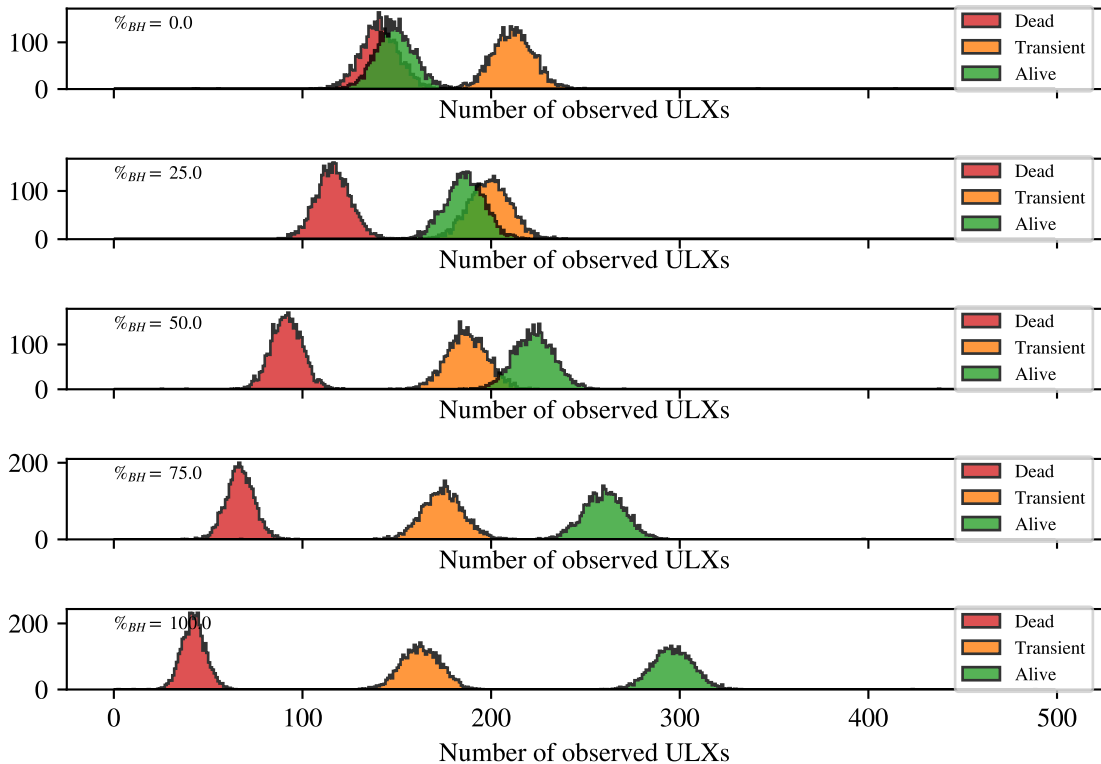 %BH = 0.0
Dead
Transient
Alive
100
0
Number of observed ULXs
%BH = 25.0
Dead
Transient
Alive
100
0
Number of observed ULXs
%BH = 50.0
Dead
Transient
Alive
100
0
Number of observed ULXs
200
%BH = 75.0
Dead
Transient
Alive
0
Number of observed ULXs
200
%BH = 100.0
Dead
Transient
Alive
0
0 100 200 300 400 500
Number of observed ULXs